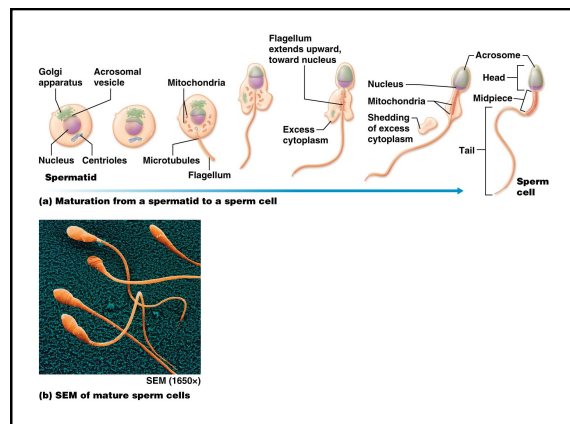 Golgi
apparatus
Acrosomal
vesicle
Nucleus
Centrioles
Spermatid
Mitochondria
Microtubules
Flagellum
Flagellum
extends upward,
toward nucleus
Excess
cytoplasm
Nucleus
Mitochondria
Shedding
of excess
cytoplasm
Acrosome
Head
Midpiece
Tail
Sperm
cell
(a) Maturation from a spermatid to a sperm cell
SEM (1650×)
(b) SEM of mature sperm cells